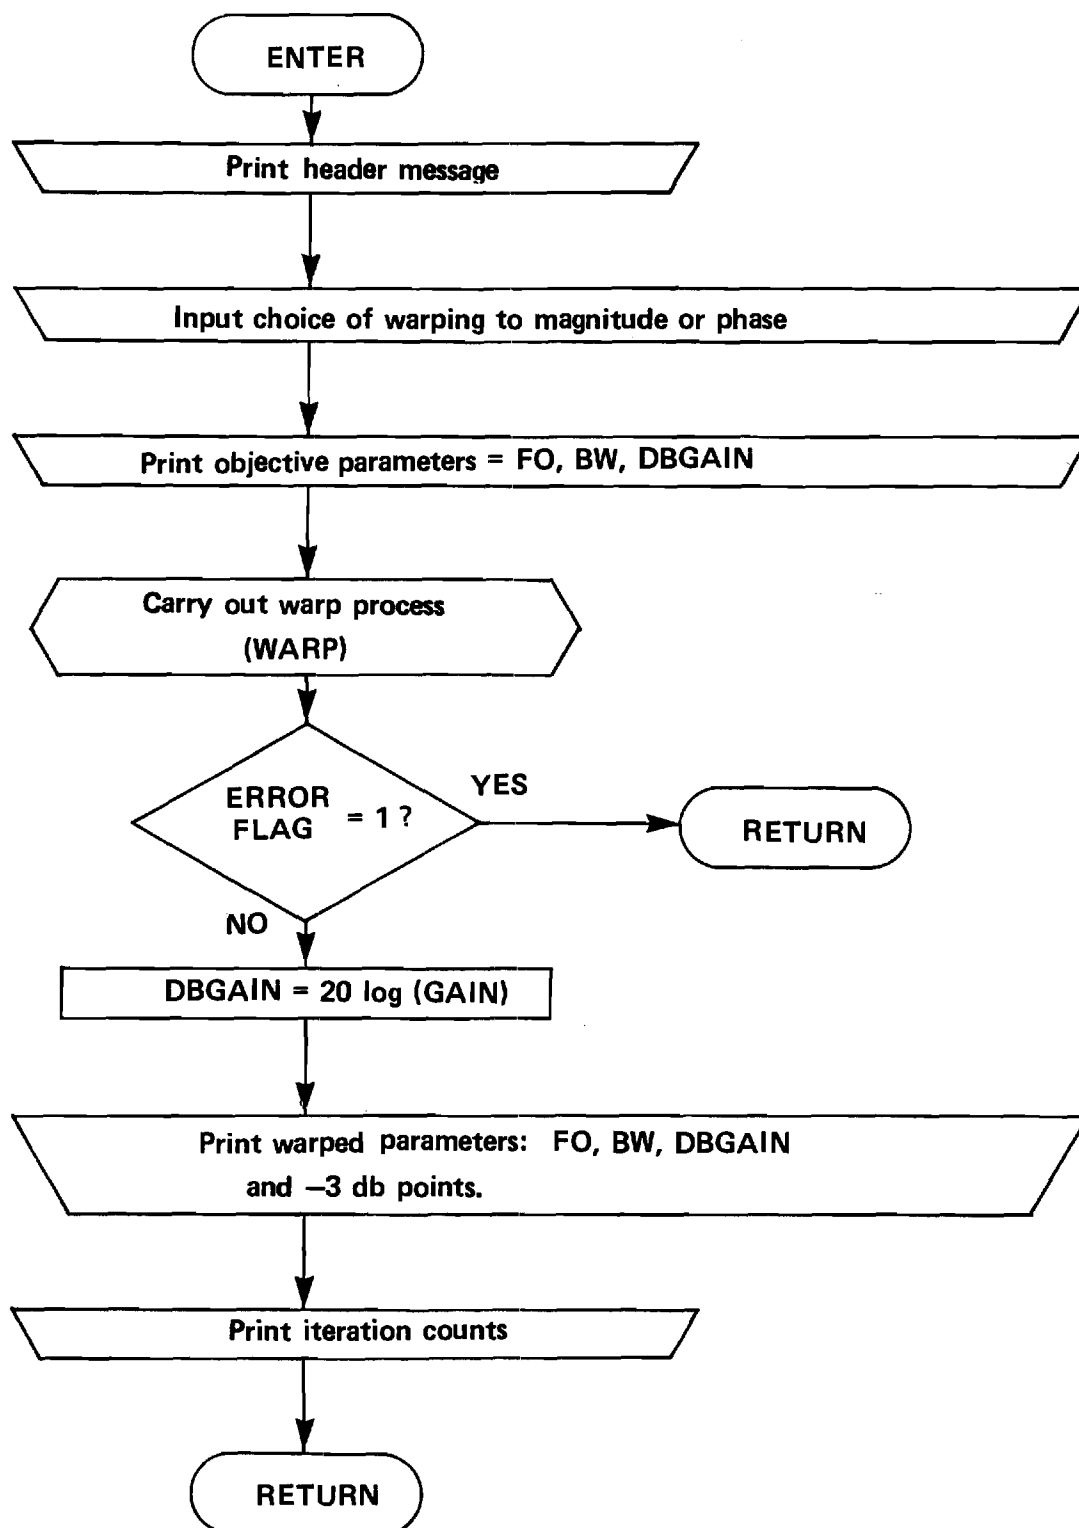 ENTER
Print header message
Input choice of warping to magnitude or phase
Print objective parameters = FO, BW, DBGAIN
Carry out warp process
(WARP)
ERROR
FLAG = 1 ?
YES
RETURN
NO
DBGAIN = 20 log (GAIN)
Print warped parameters: FO, BW, DBGAIN
and –3 db points.
Print iteration counts
RETURN